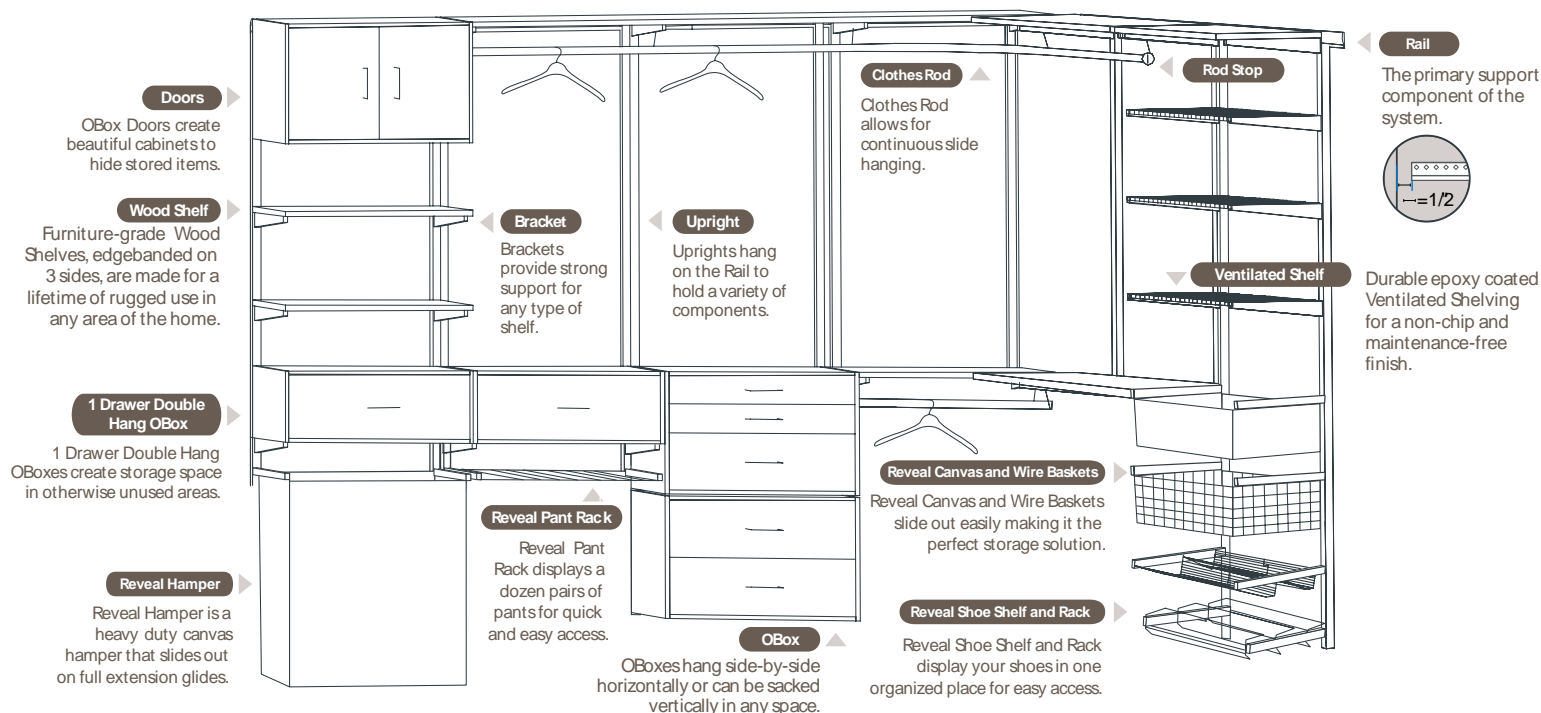 Doors
OBox Doors create
beautiful cabinets to
hide stored items.
Wood Shelf
Furniture-grade Wood
Shelves, edgebanded on
3 sides, are made for a
lifetime of rugged use in
any area of the home.
1 Drawer Double
Hang OBox
1 Drawer Double Hang
OBoxes create storage space
in otherwise unused areas.
Reveal Hamper
Reveal Hamper is a
heavy duty canvas
hamper that slides out
on full extension glides.
Bracket
Brackets
provide strong
support for
any type of
shelf.
Reveal Pant Rack
Reveal Pant
Rack displays a
dozen pairs of
pants for quick
and easy access.
Upright
Uprights hang
on the Rail to
hold a variety of
components.
OBox
OBoxes hang side-by-side
horizontally or can be sacked
vertically in any space.
Clothes Rod
Clothes Rod
allows for
continuous slide
hanging.
Reveal Canvas and Wire Baskets
Reveal Canvas and Wire Baskets
slide out easily making it the
perfect storage solution.
Reveal Shoe Shelf and Rack
Reveal Shoe Shelf and Rack
display your shoes in one
organized place for easy access.
Rod Stop
Rail
The primary support
component of the
system.
=1/2
Ventilated Shelf
Durable epoxy coated
Ventilated Shelving
for a non-chip and
maintenance-free
finish.